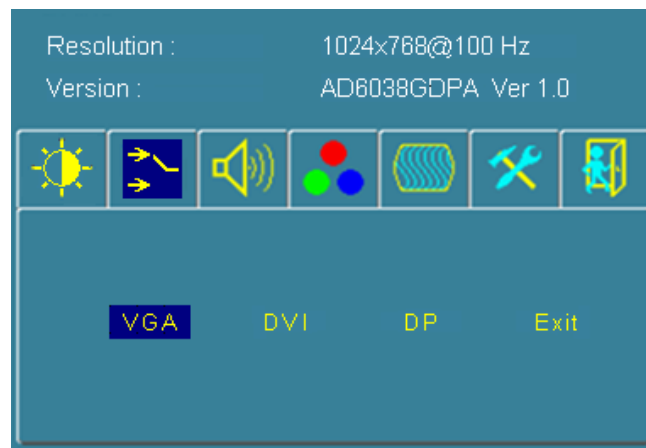 Resolution : 1024x768@100 Hz
Version : AD6038GDPA Ver 1.0
VGA DVI DP Exit